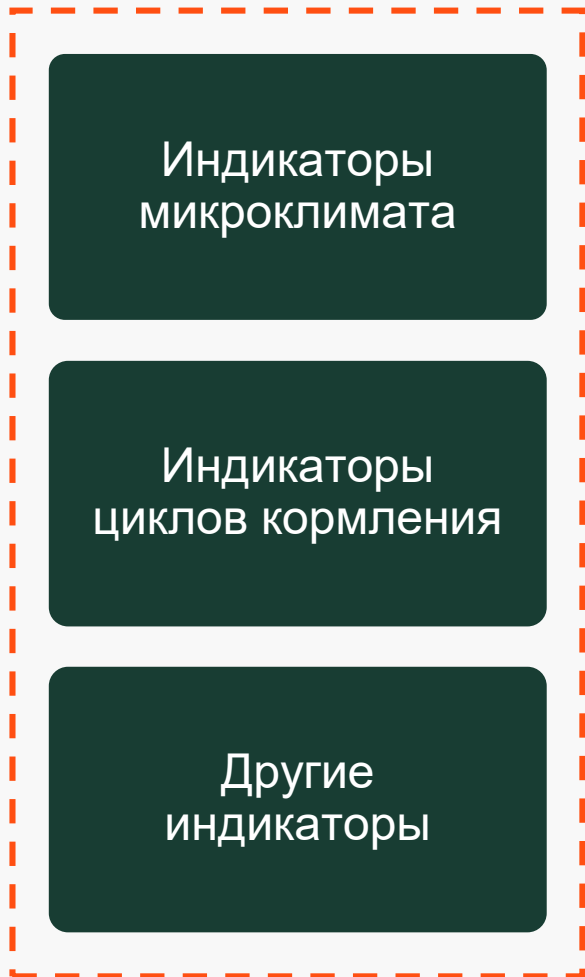 Индикаторы
микроклимата
Индикаторы
циклов кормления
Другие
индикаторы